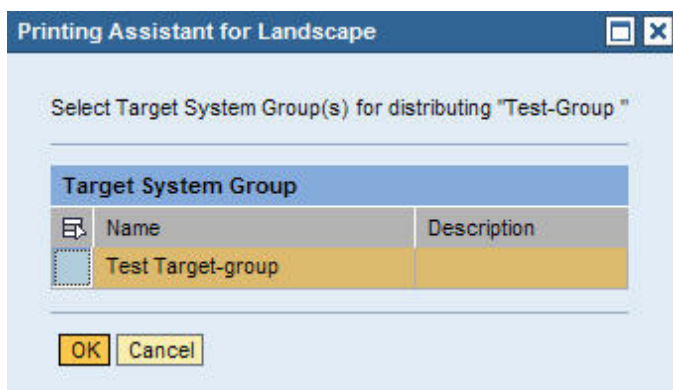 Printing Assistant for Landscape
Select Target System Group(s) for distributing "Test-Group "
Target System Group
Name Description
Test Target-group
OK Cancel